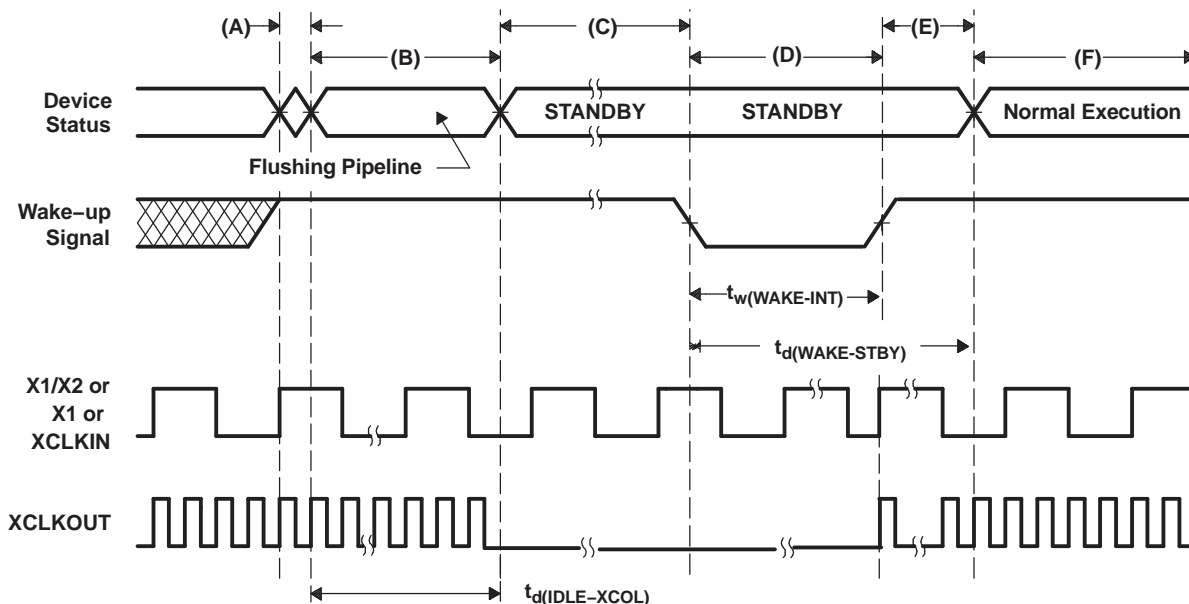 (A)
(C)
(E)
(B)
(D)
(F)
Device
Status
STANDBY
STANDBY
Normal Execution
Flushing Pipeline
Wake−up
Signal
tw(WAKE-INT)
td(WAKE-STBY)
X1/X2 or
X1 or
XCLKIN
XCLKOUT
td(IDLE−XCOL)